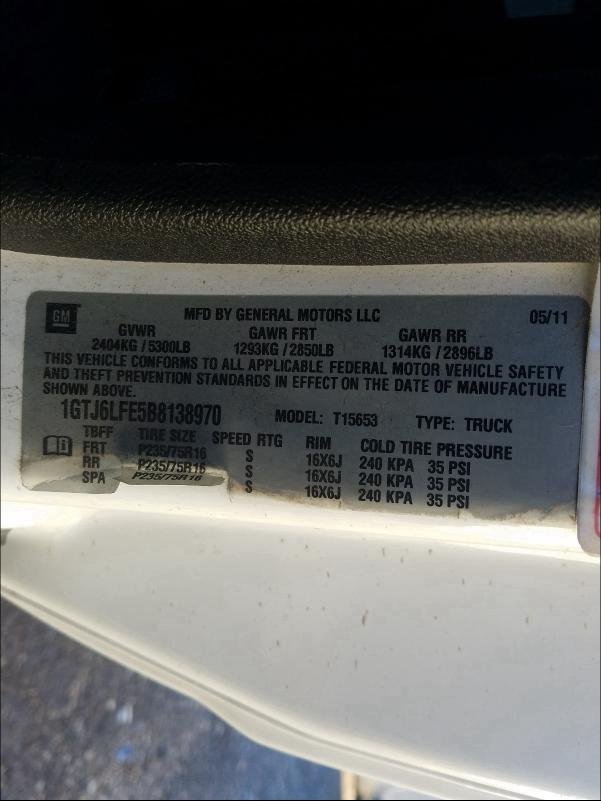 GM MFD BY GENERAL MOTORS LLC 05/11
GVWR GAWR FRT GAWR RR
2404KG / 5300LB 1293KG / 2850LB 1314KG / 2896LB
THIS VEHICLE CONFORMS TO ALL APPLICABLE FEDERAL MOTOR VEHICLE SAFETY
AND THEFT PREVENTION STANDARDS IN EFFECT ON THE DATE OF MANUFACTURE
SHOWN ABOVE.
1GTJ6LFE5B8138970 MODEL: T15653 TYPE: TRUCK
TBFF TIRE SIZE SPEED RTG RIM COLD TIRE PRESSURE
FRT P235/75R16 S 16X6J 240 KPA 35 PSI
RR P235/75R16 S 16X6J 240 KPA 35 PSI
SPA P235/75R16 S 16X6J 240 KPA 35 PSI